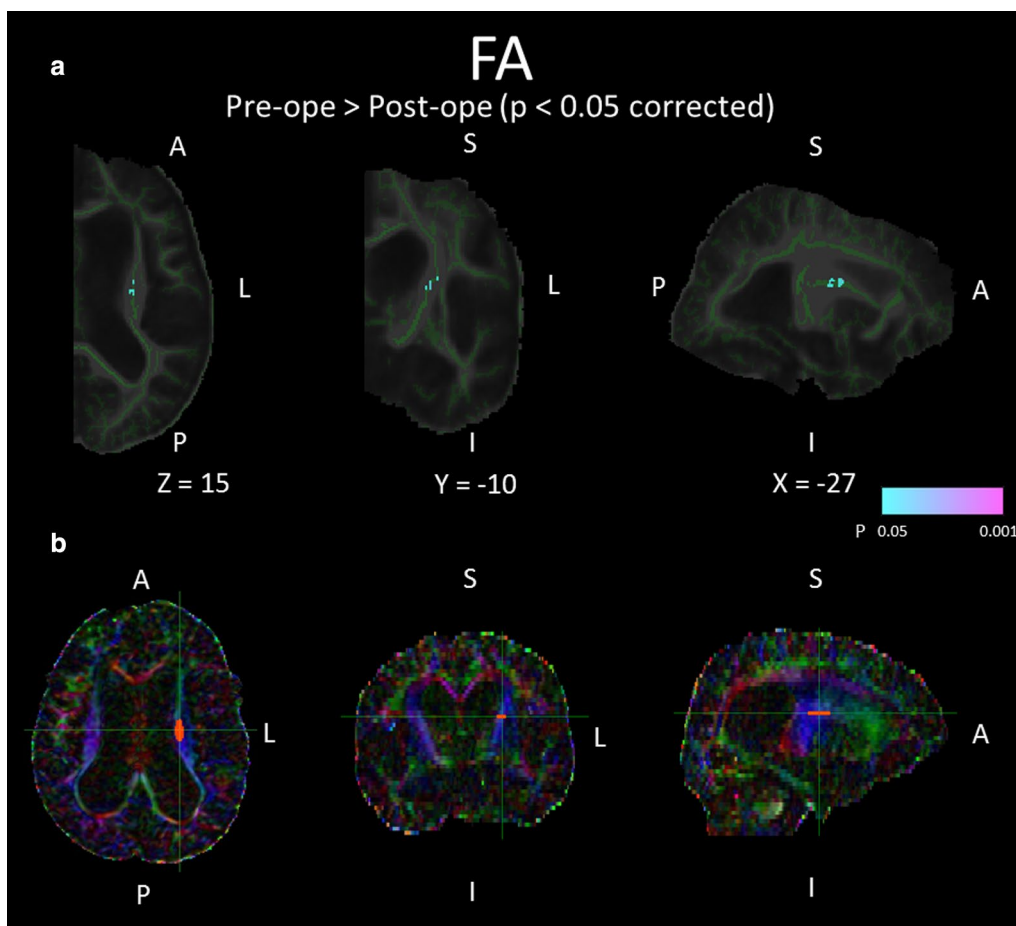 a
FA
Pre-ope > Post-ope (p < 0.05 corrected)
A
S
S
L
L
P
A
P
I
I
Z = 15
Y = -10
X = -27
P 0.05 0.001
b
A
S
S
L
L
A
P
I
I